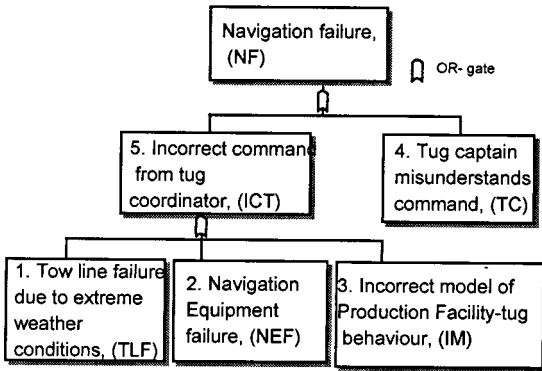 Navigation failure,
(NF)
OR- gate
5. Incorrect command
from tug
coordinator, (ICT)
4. Tug captain
misunderstands
command, (TC)
1. Tow line failure
due to extreme
weather
conditions, (TLF)
2. Navigation
Equipment
failure, (NEF)
3. Incorrect model of
Production Facility-tug
behaviour, (IM)